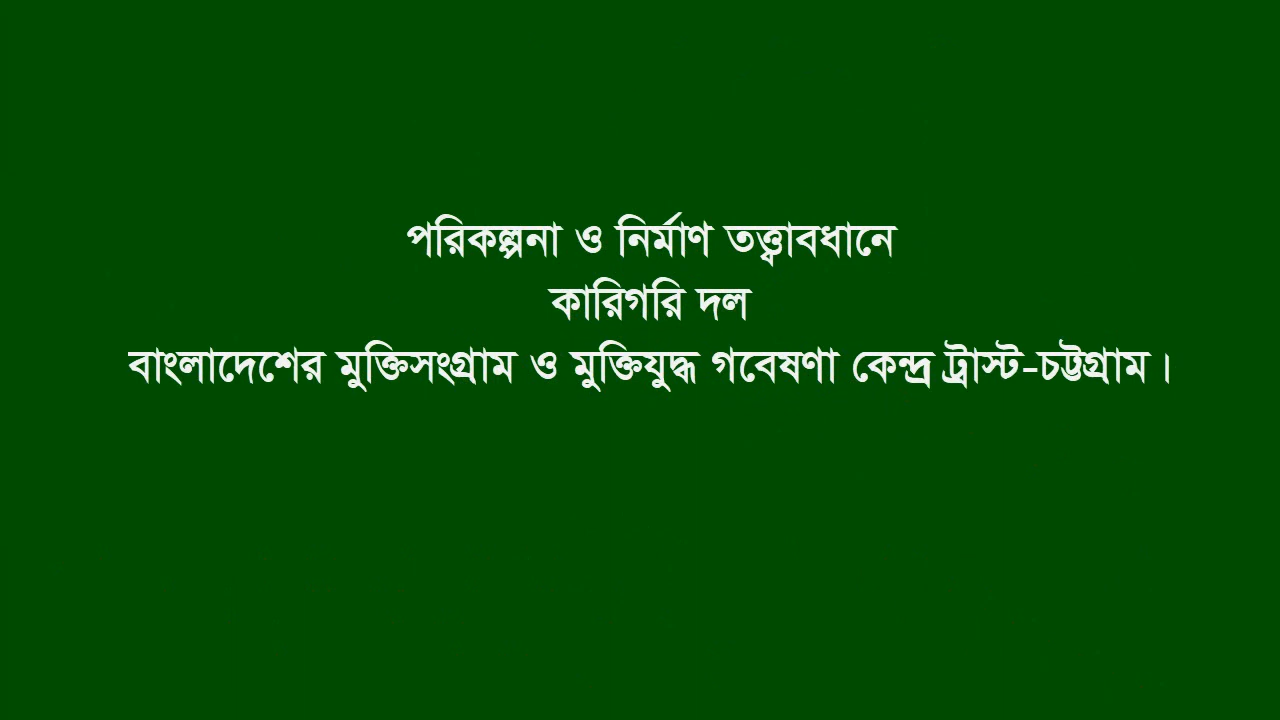 পরিকল্পনা ও নির্মাণ তত্ত্বাবধানে
কারিগরি দল
বাংলাদেশের মুক্তিসংগ্রাম ও মুক্তিযুদ্ধ গবেষণা কেন্দ্র ট্রাস্ট-চট্টগ্রাম।